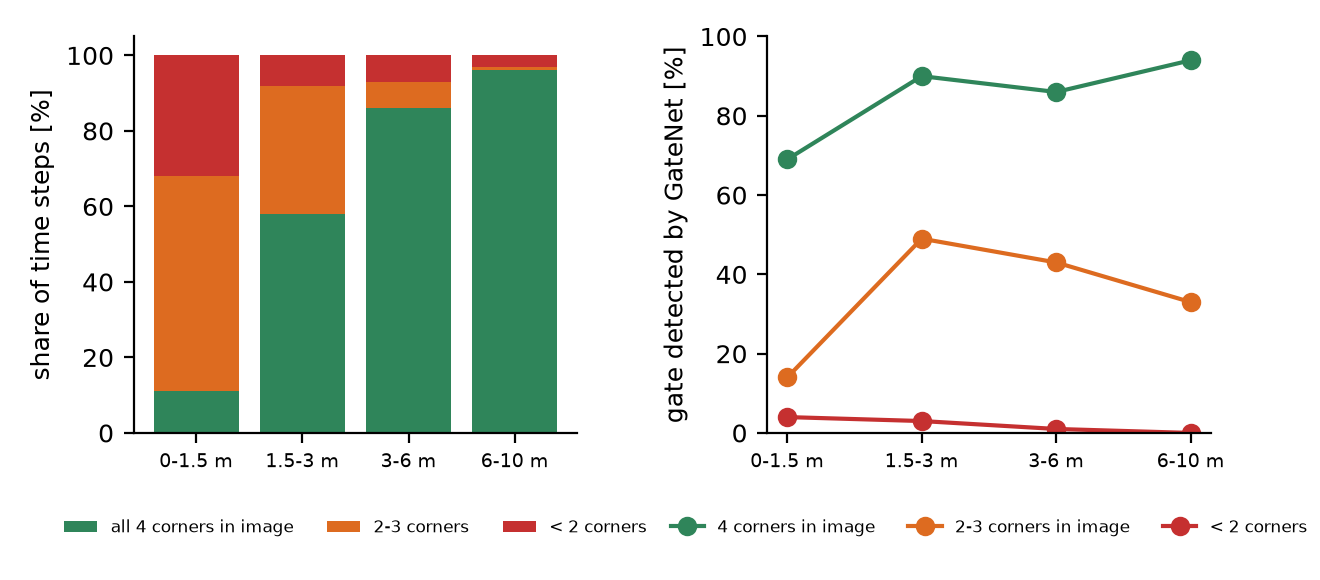 share of time steps [%]
100
80
60
40
20
0
0-1.5 m
1.5-3 m
3-6 m
6-10 m
all 4 corners in image
2-3 corners
< 2 corners
gate detected by GateNet [%]
100
80
60
40
20
0
0-1.5 m
1.5-3 m
3-6 m
6-10 m
4 corners in image
2-3 corners in image
< 2 corners